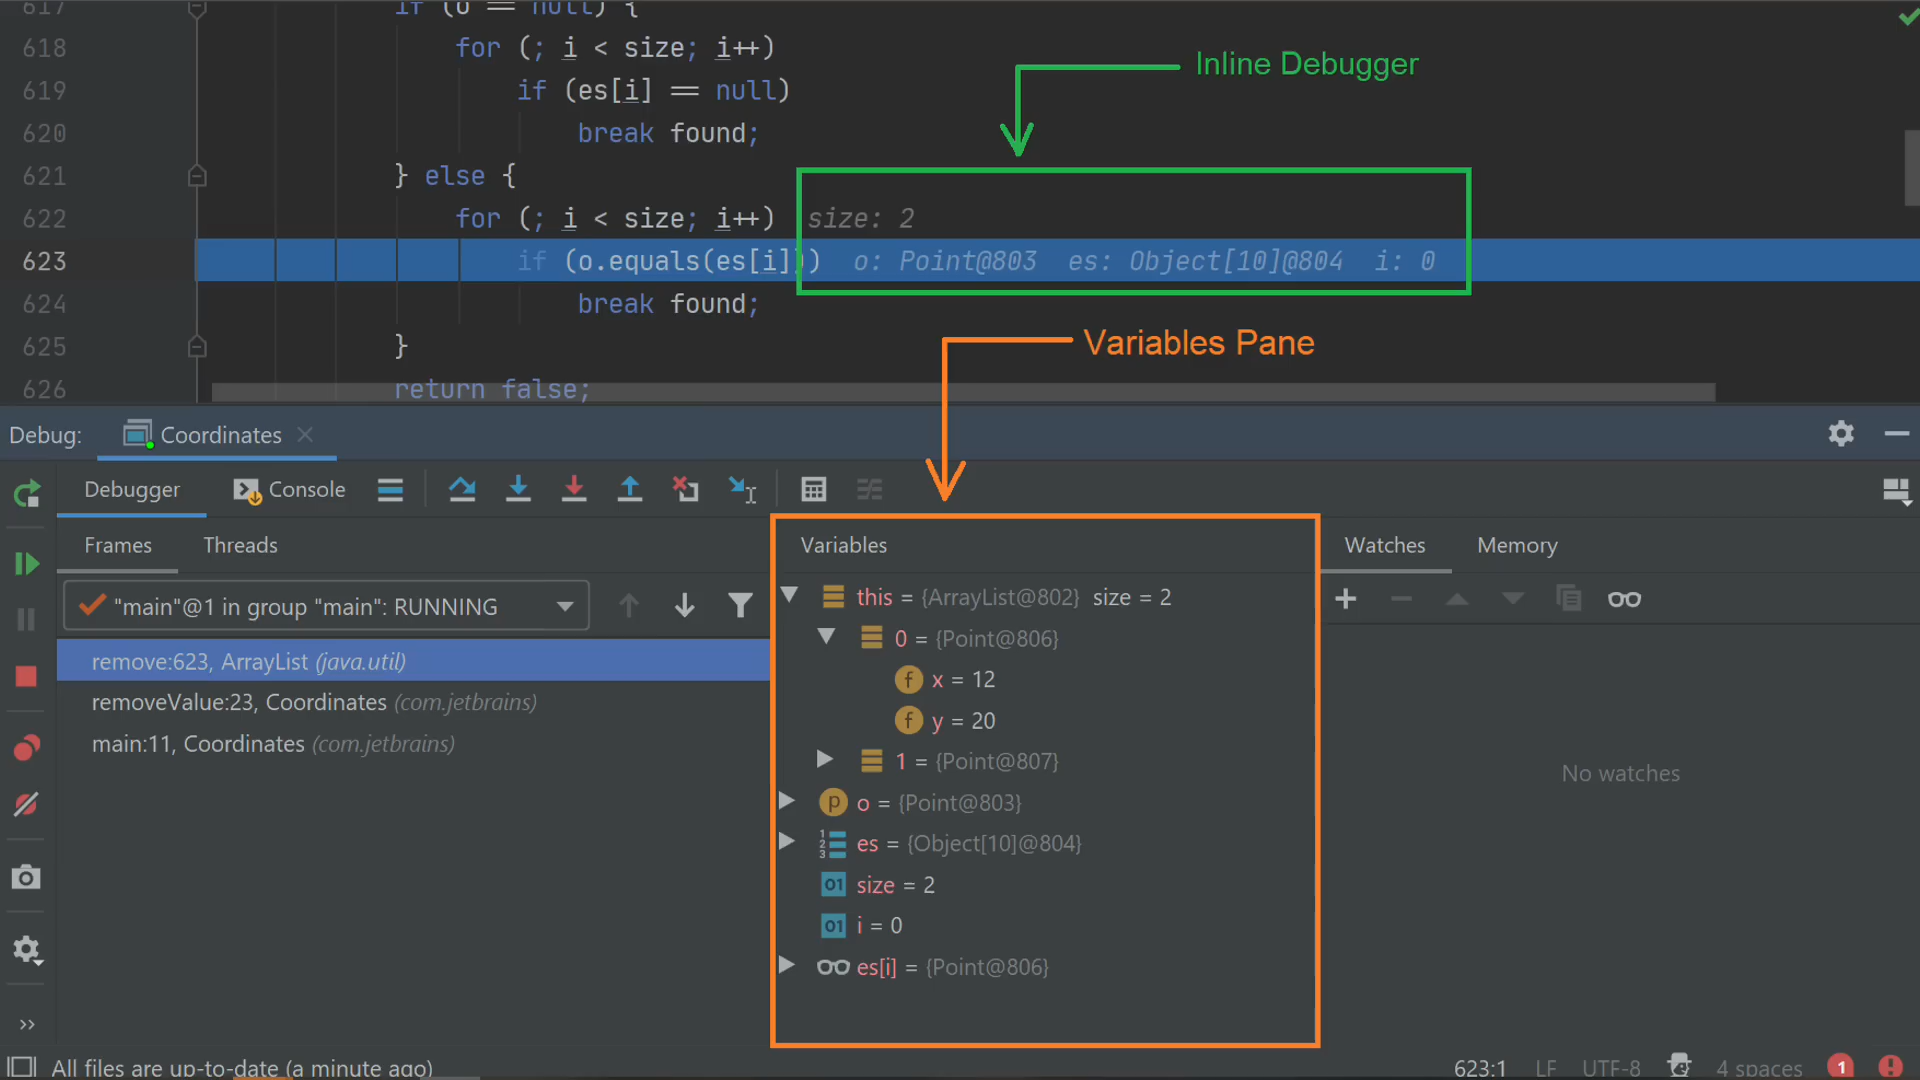 617 if (o == null) {
618 for (; i < size; i++)
Inline Debugger
619 if (es[i] == null)
620 break found;
621 } else {
622 for (; i < size; i++) size: 2
623 if (o.equals(es[i])) o: Point@803 es: Object[10]@804 i: 0
624 break found;
625 }
Variables Pane
626 return false;
Debug: Coordinates
Debugger Console
Frames Threads Variables Watches Memory
"main"@1 in group "main": RUNNING
this = {ArrayList@802} size = 2
0 = {Point@806}
remove:623, ArrayList (java.util)
f x = 12
removeValue:23, Coordinates (com.jetbrains)
f y = 20
main:11, Coordinates (com.jetbrains)
1 = {Point@807}
No watches
p o = {Point@803}
es = {Object[10]@804}
01 size = 2
01 i = 0
es[i] = {Point@806}
All files are up-to-date (a minute ago) 623:1 LF UTF-8 4 spaces 1